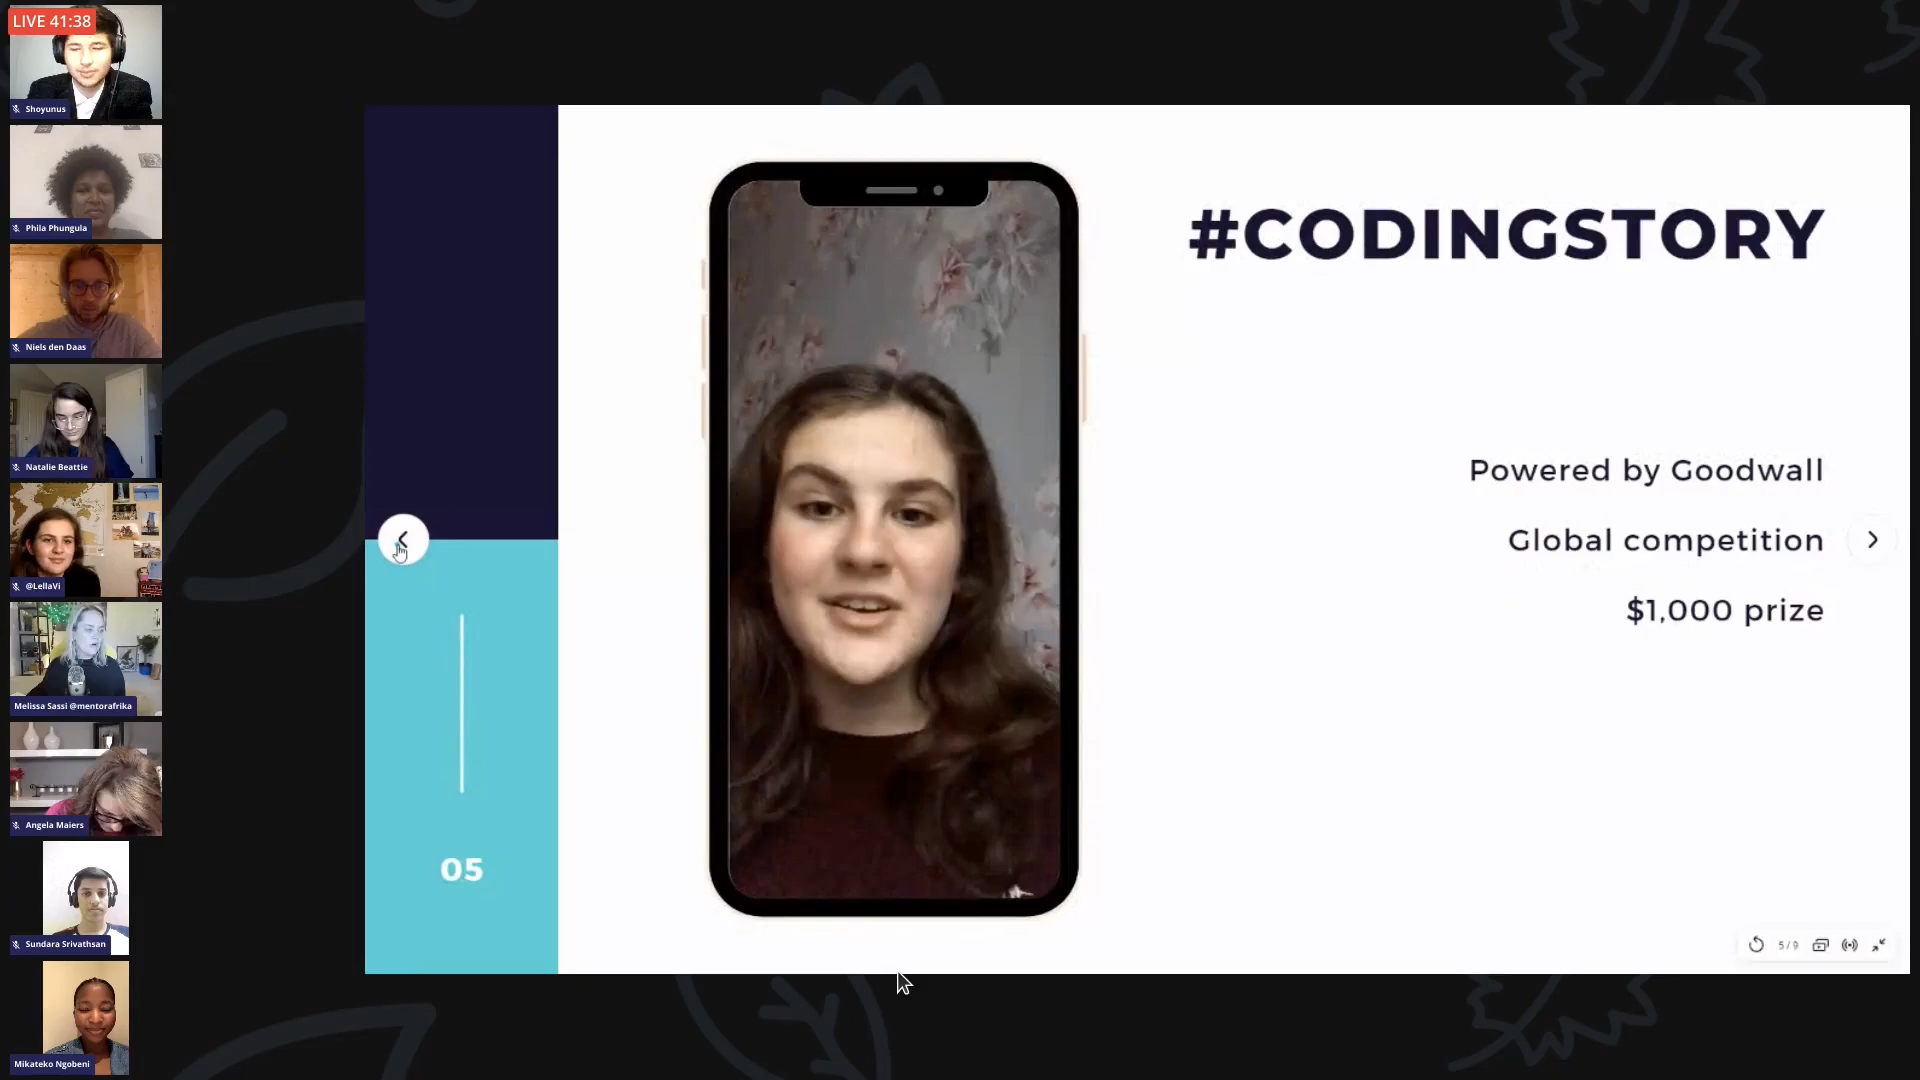 LIVE 41:38
Shoyunus
Phila Phungula
Niels den Daas
Natalie Beattie
@LellaVi
Melissa Sassi @mentorafrika
Angela Maiers
Sundara Srivathsan
Mikateko Ngobeni
05
#CODINGSTORY
Powered by Goodwall
Global competition
$1,000 prize
5/9